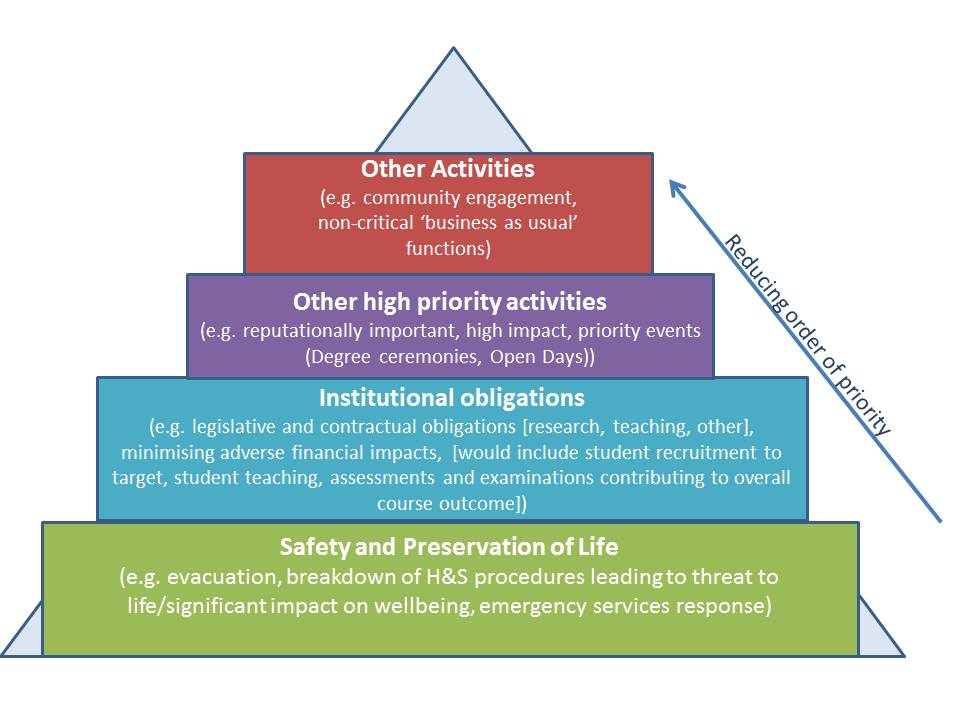 Other Activities
(e.g. community engagement,
non-critical ‘business as usual’
functions)
Other high priority activities
(e.g. reputationally important, high impact, priority events
(Degree ceremonies, Open Days))
Institutional obligations
(e.g. legislative and contractual obligations [research, teaching, other],
minimising adverse financial impacts, [would include student recruitment to
target, student teaching, assessments and examinations contributing to overall
course outcome])
Safety and Preservation of Life
(e.g. evacuation, breakdown of H&S procedures leading to threat to
life/significant impact on wellbeing, emergency services response)
Reducing order of priority